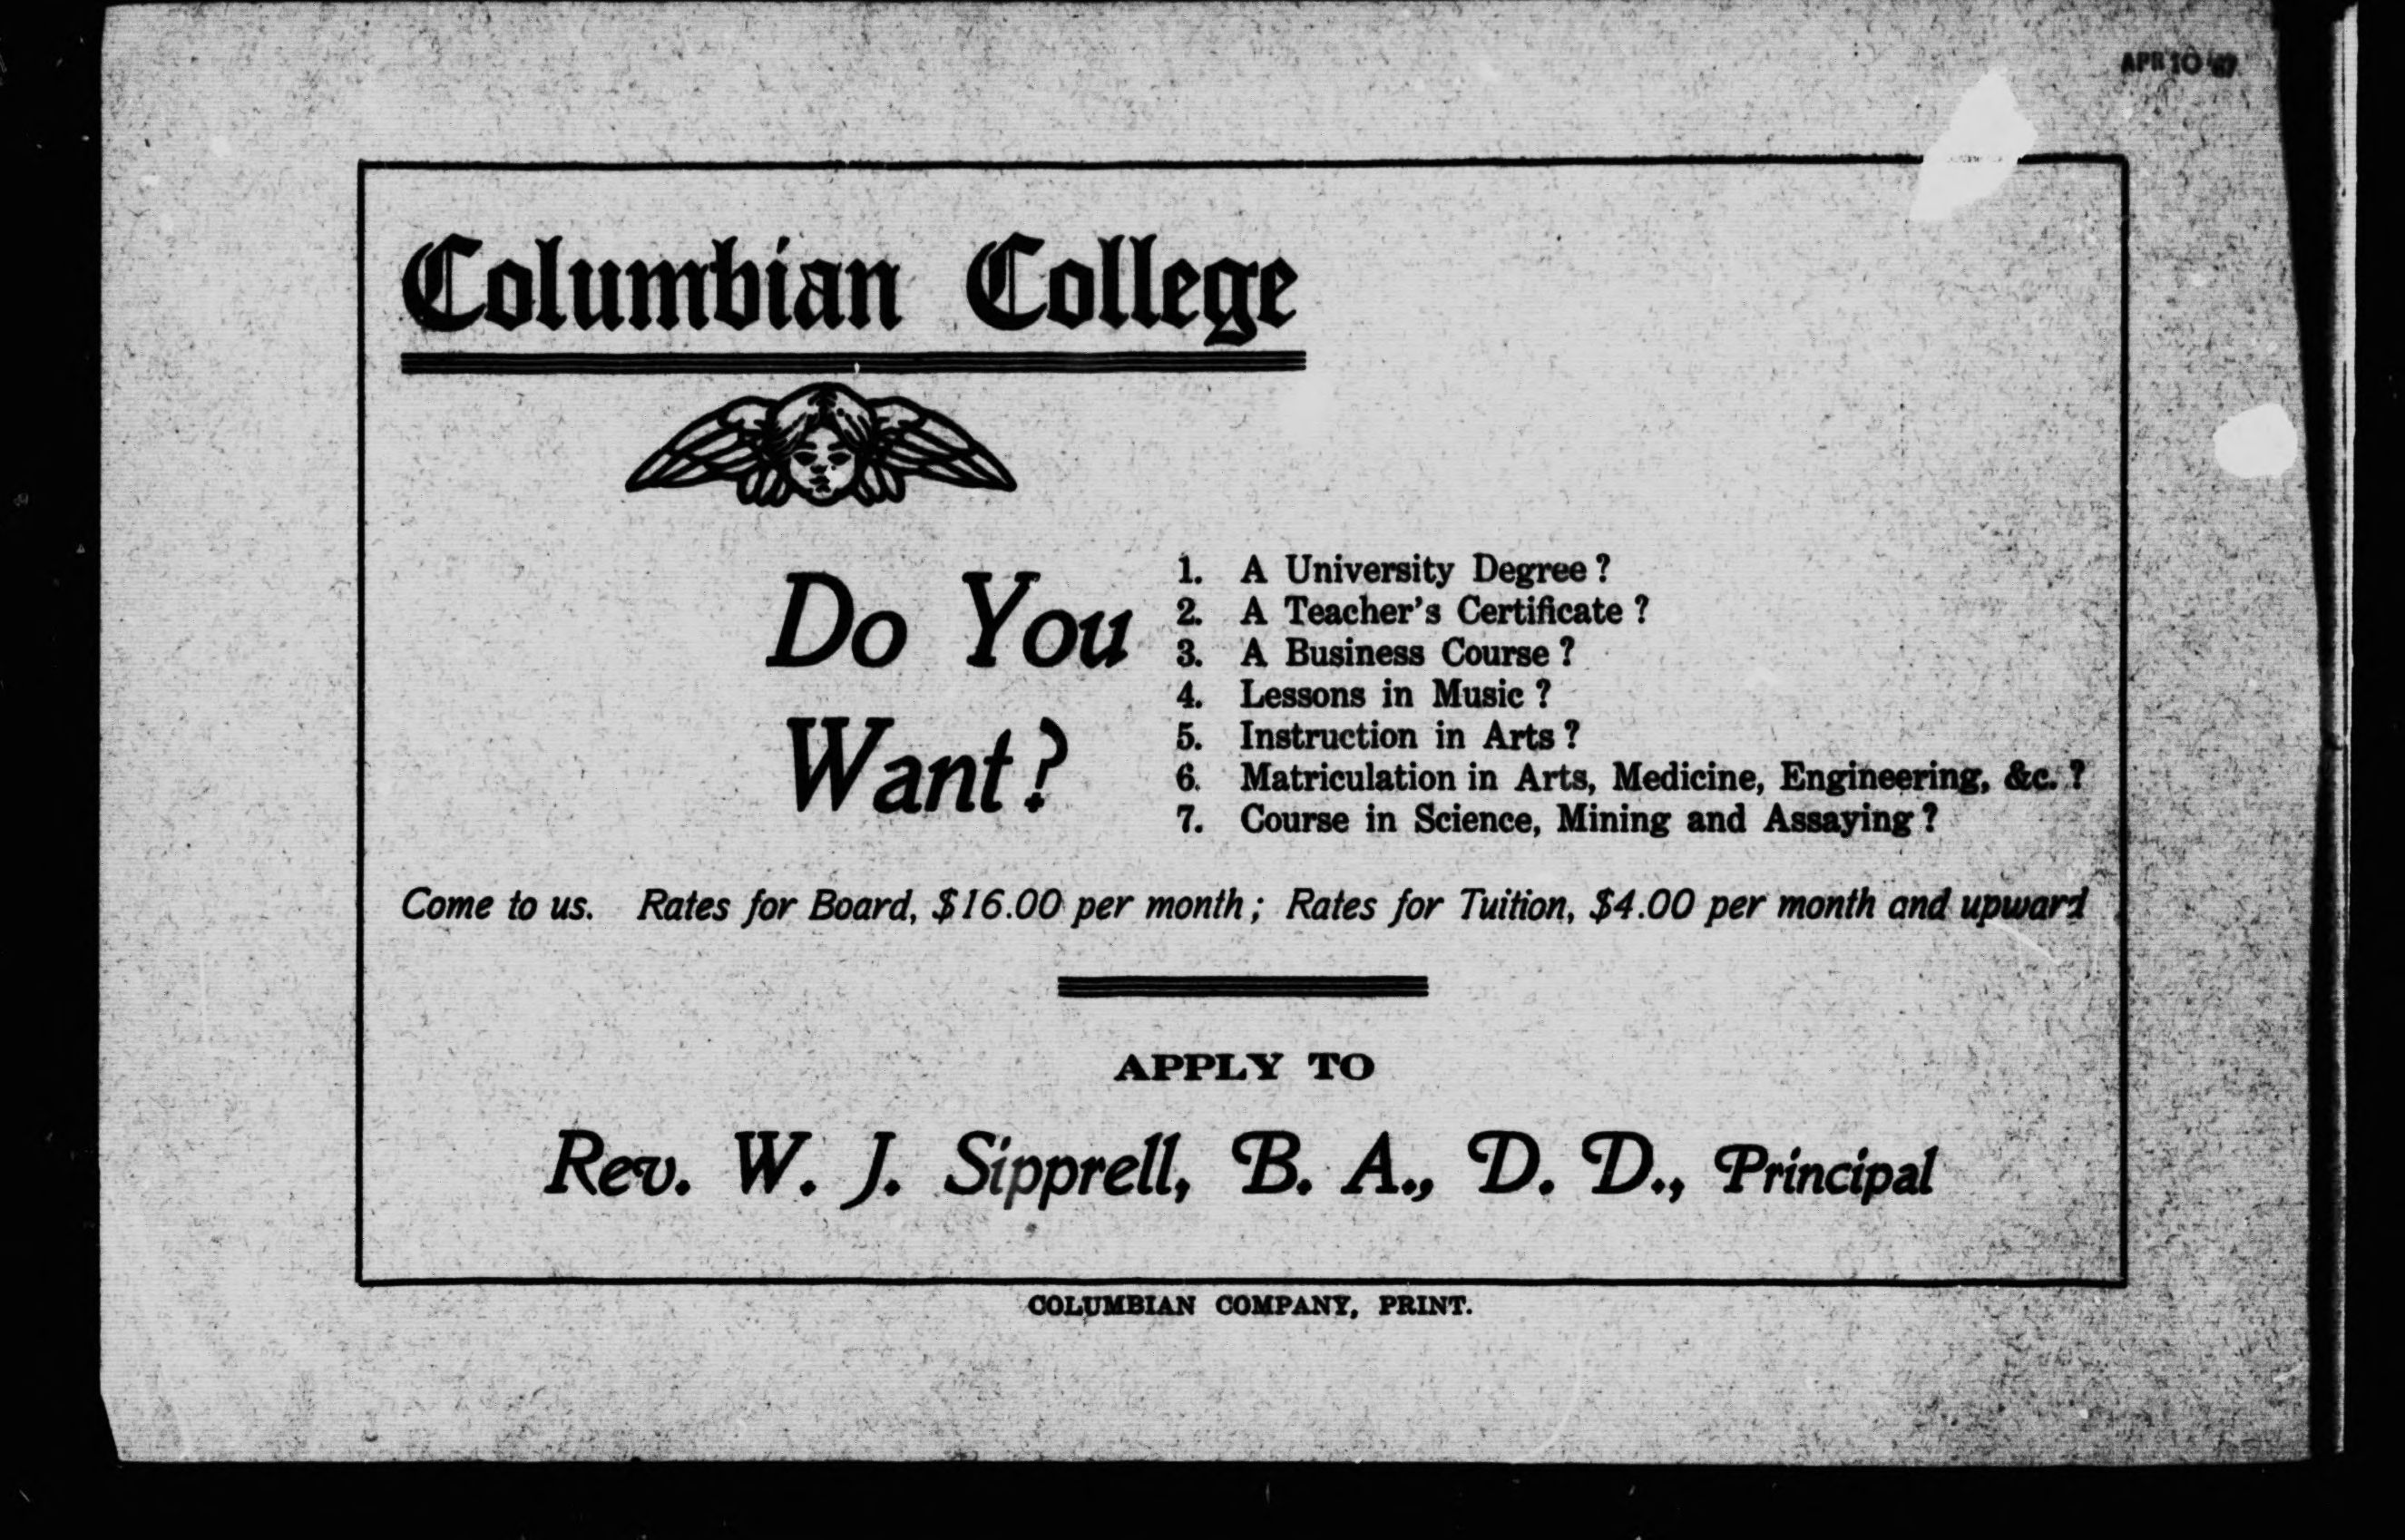 APR 10
Columbian College
Do You
Want?
1. A University Degree?
2. A Teacher's Certificate?
3. A Business Course?
4. Lessons in Music?
5. Instruction in Arts?
6. Matriculation in Arts, Medicine, Engineering, &c.?
7. Course in Science, Mining and Assaying?
Come to us. Rates for Board, $16.00 per month; Rates for Tuition, $4.00 per month and upward
APPLY TO
Rev. W. J. Sipprell, B. A., D. D., Principal
COLUMBIAN COMPANY, PRINT.